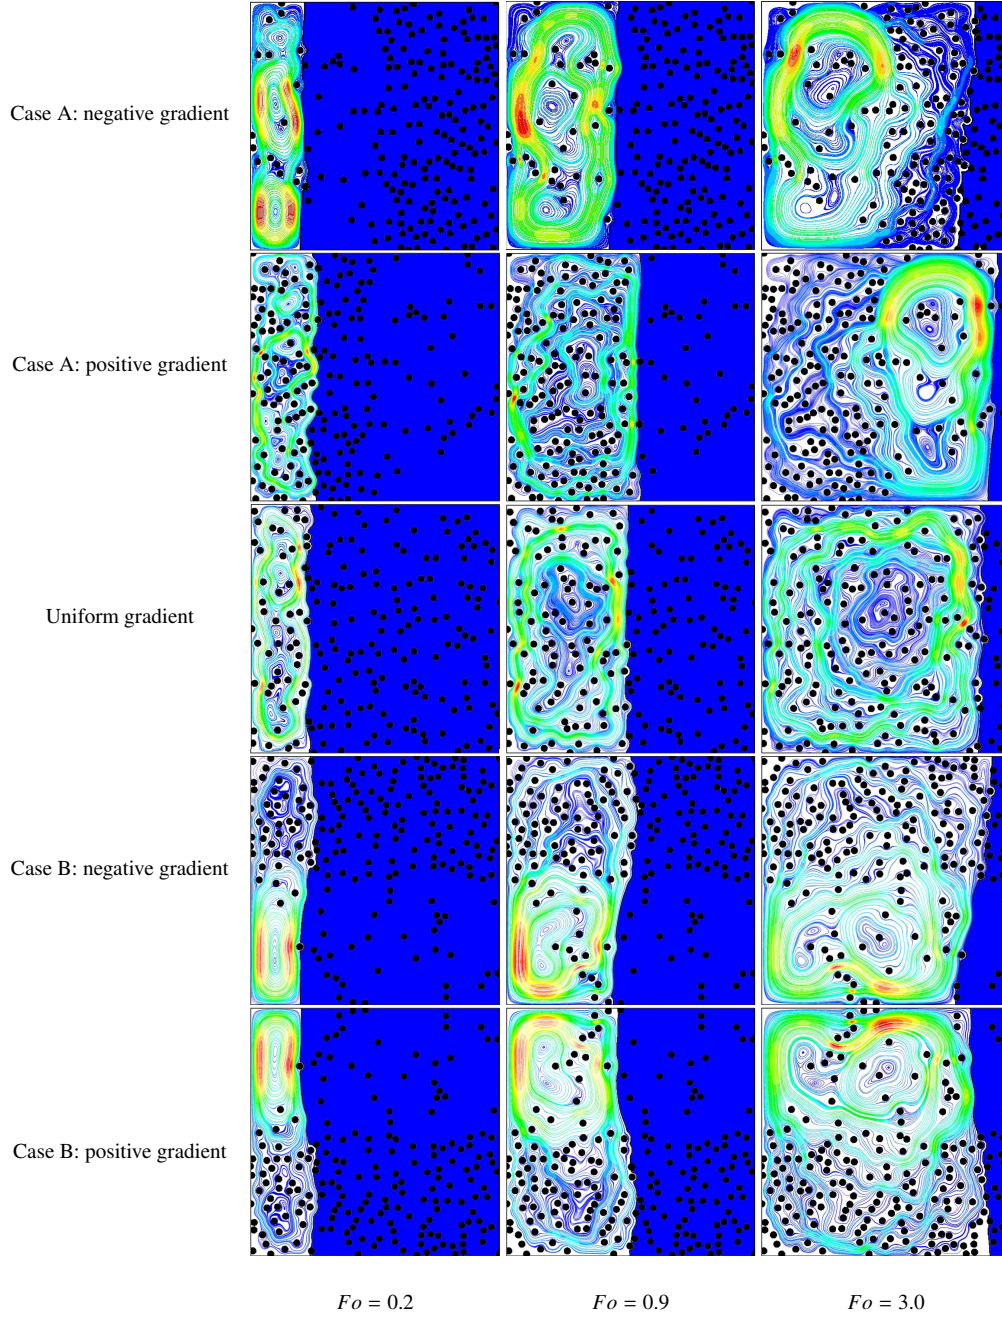 Case A: negative gradient
Case A: positive gradient
Uniform gradient
Case B: negative gradient
Case B: positive gradient
Fo = 0.2 Fo = 0.9 Fo = 3.0